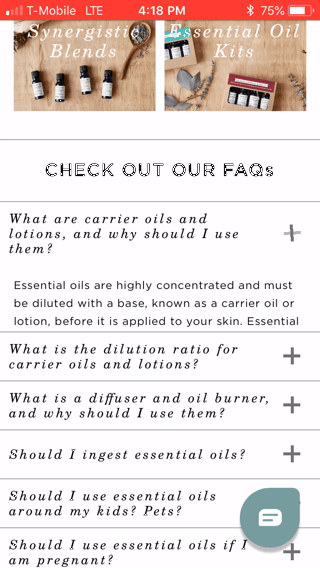 T-Mobile LTE 4:18 PM 75%
Synergistic Essential Oil
Blends Kits
CHECK OUT OUR FAQs
What are carrier oils and
lotions, and why should I use
them?
Essential oils are highly concentrated and must
be diluted with a base, known as a carrier oil or
lotion, before it is applied to your skin. Essential
What is the dilution ratio for
carrier oils and lotions?
What is a diffuser and oil burner,
and why should I use them?
Should I ingest essential oils?
Should I use essential oils
around my kids? Pets?
Should I use essential oils if I
am pregnant?